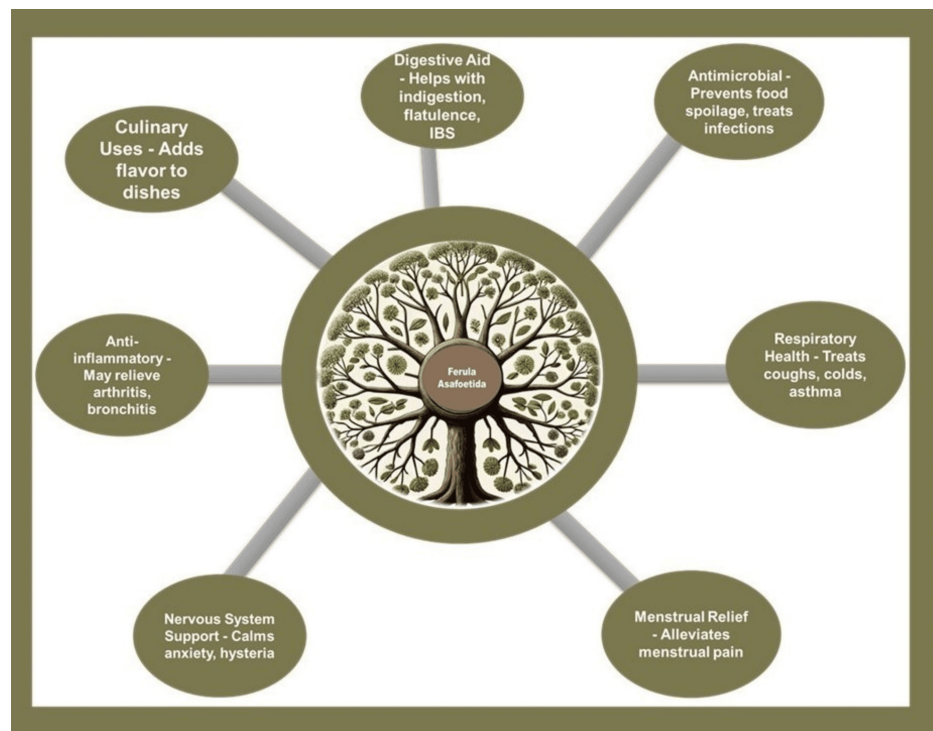 Digestive Aid
- Helps with
indigestion,
flatulence,
IBS
Antimicrobial -
Prevents food
spoilage, treats
infections
Culinary
Uses - Adds
flavor to
dishes
Anti-
inflammatory -
May relieve
arthritis,
bronchitis
Ferula
Asafoetida
Respiratory
Health - Treats
coughs, colds,
asthma
Nervous System
Support - Calms
anxiety, hysteria
Menstrual Relief
- Alleviates
menstrual pain